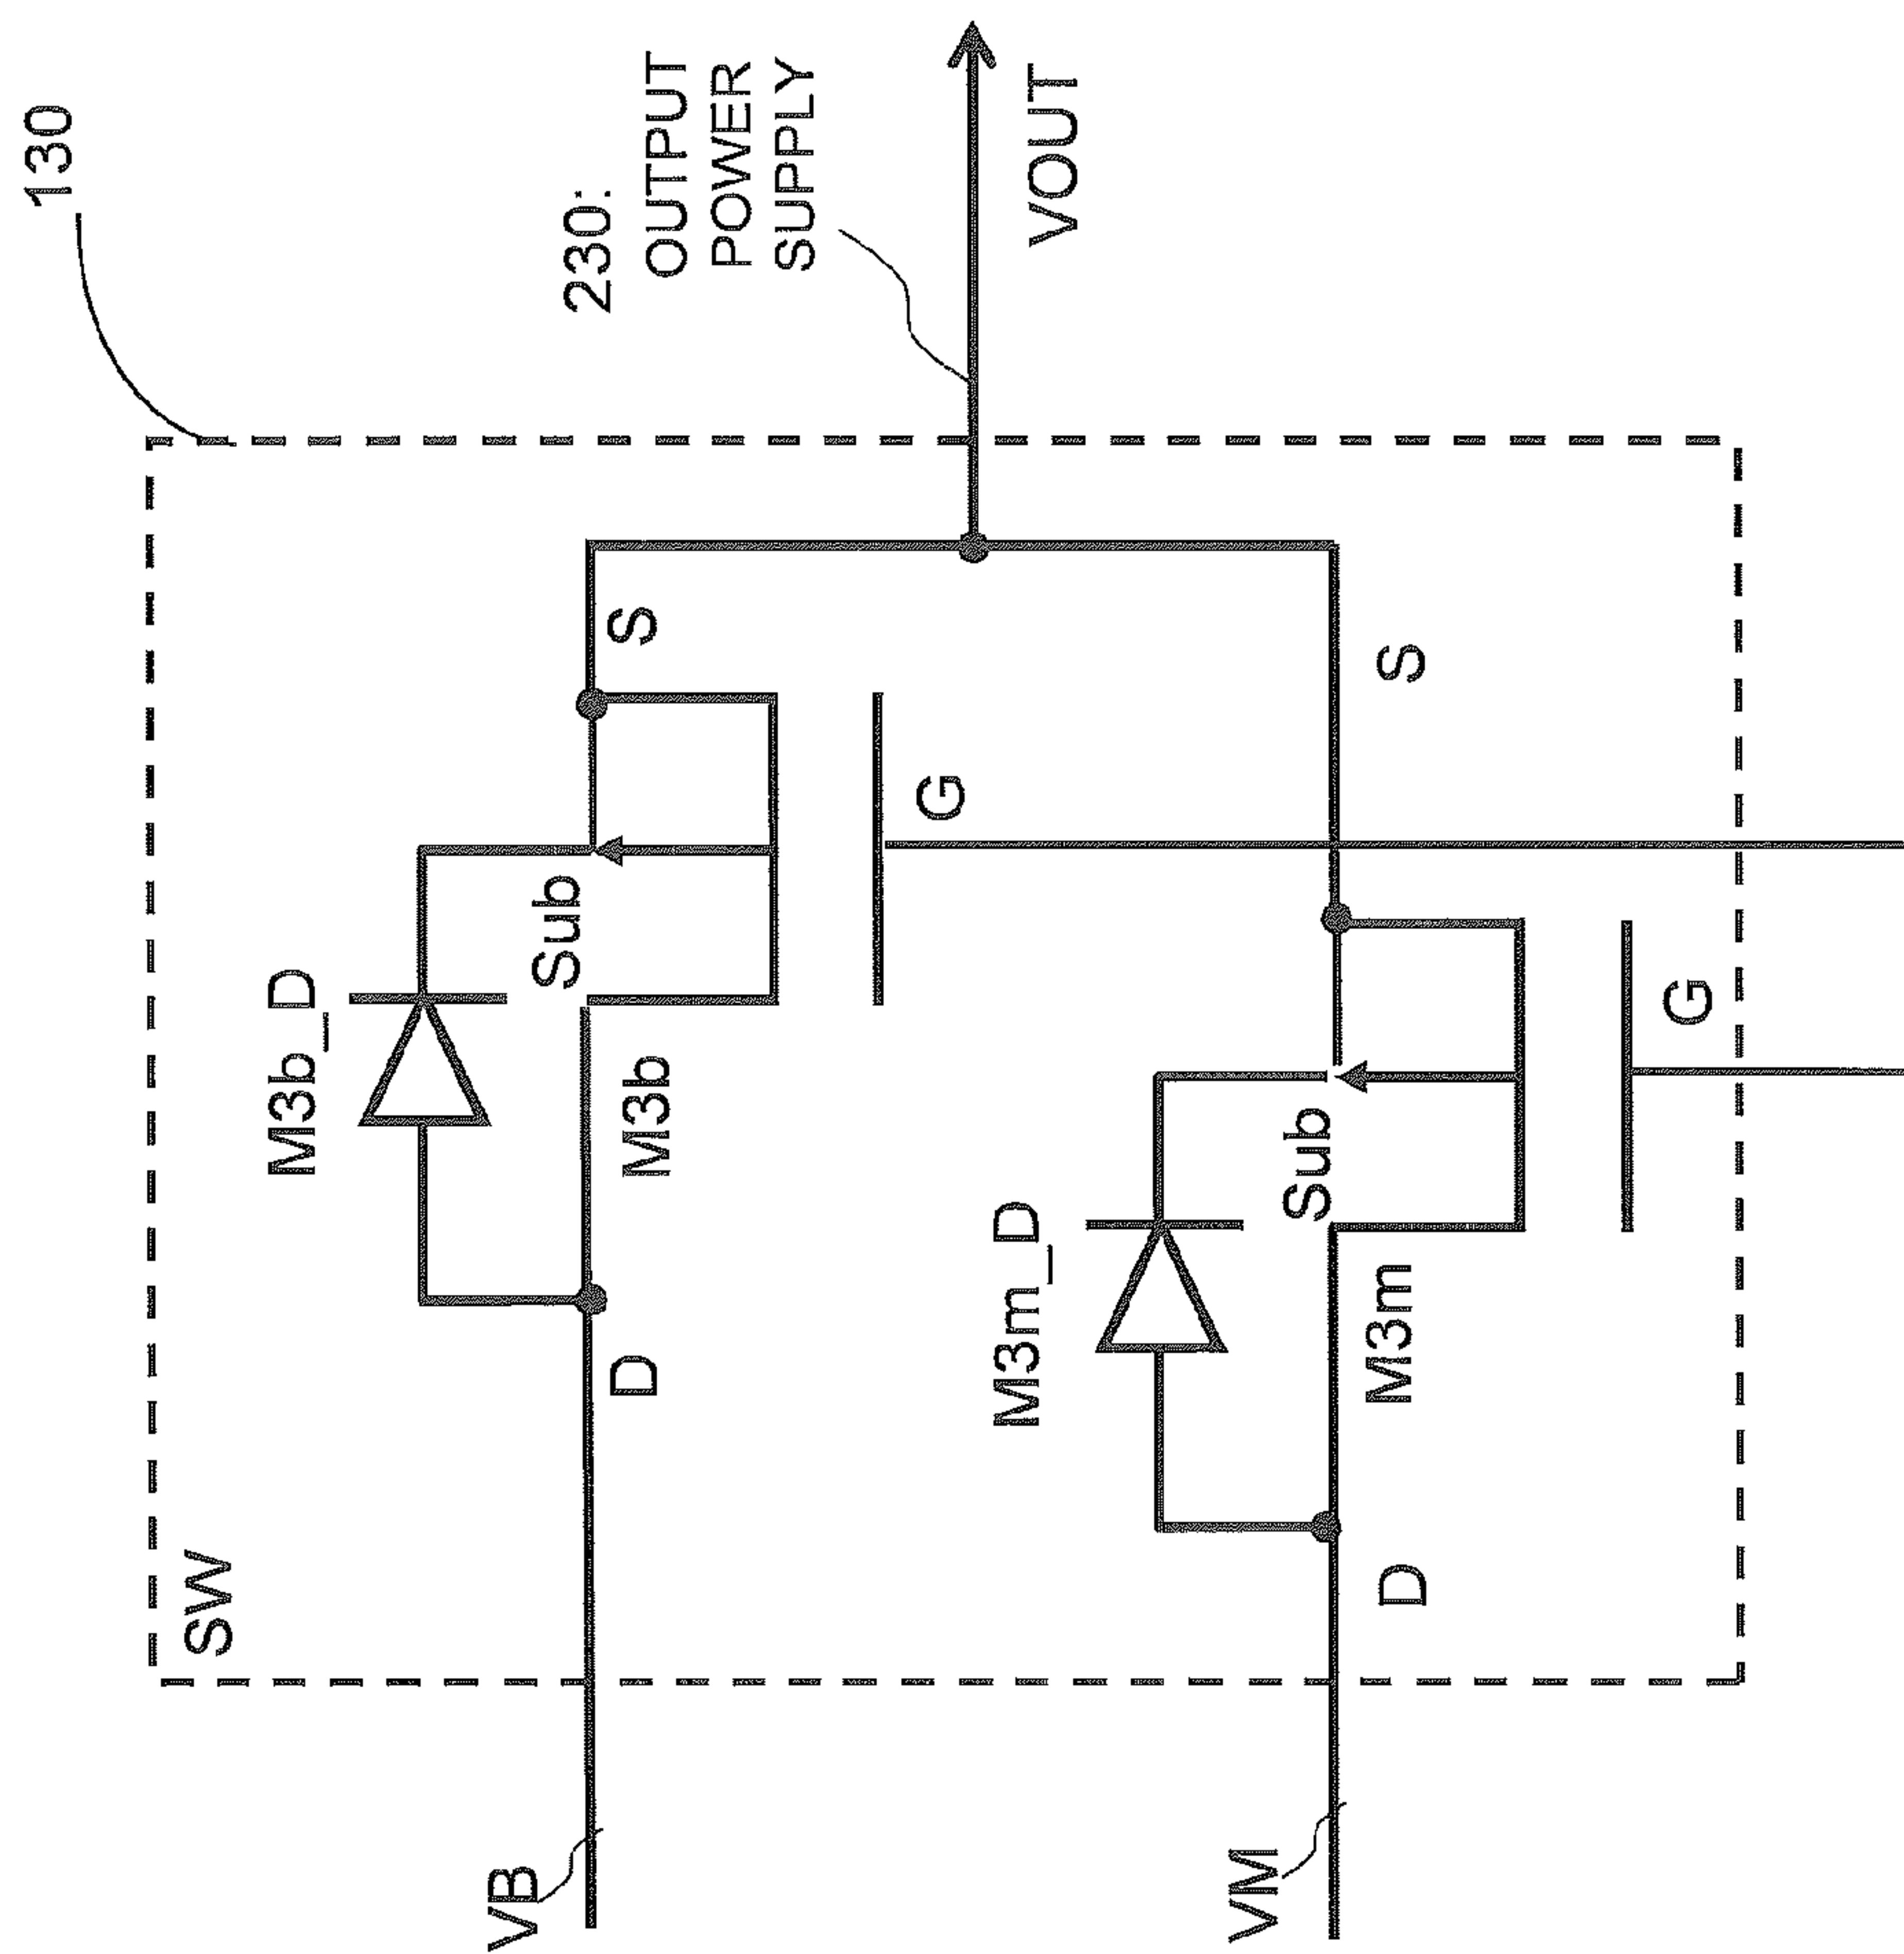 130
SW
M3b_D
VB
Sub
230:
OUTPUT
POWER
SUPPLY
D
M3b
S
G
M3m_D
VOUT
VM
Sub
D
M3m
S
G